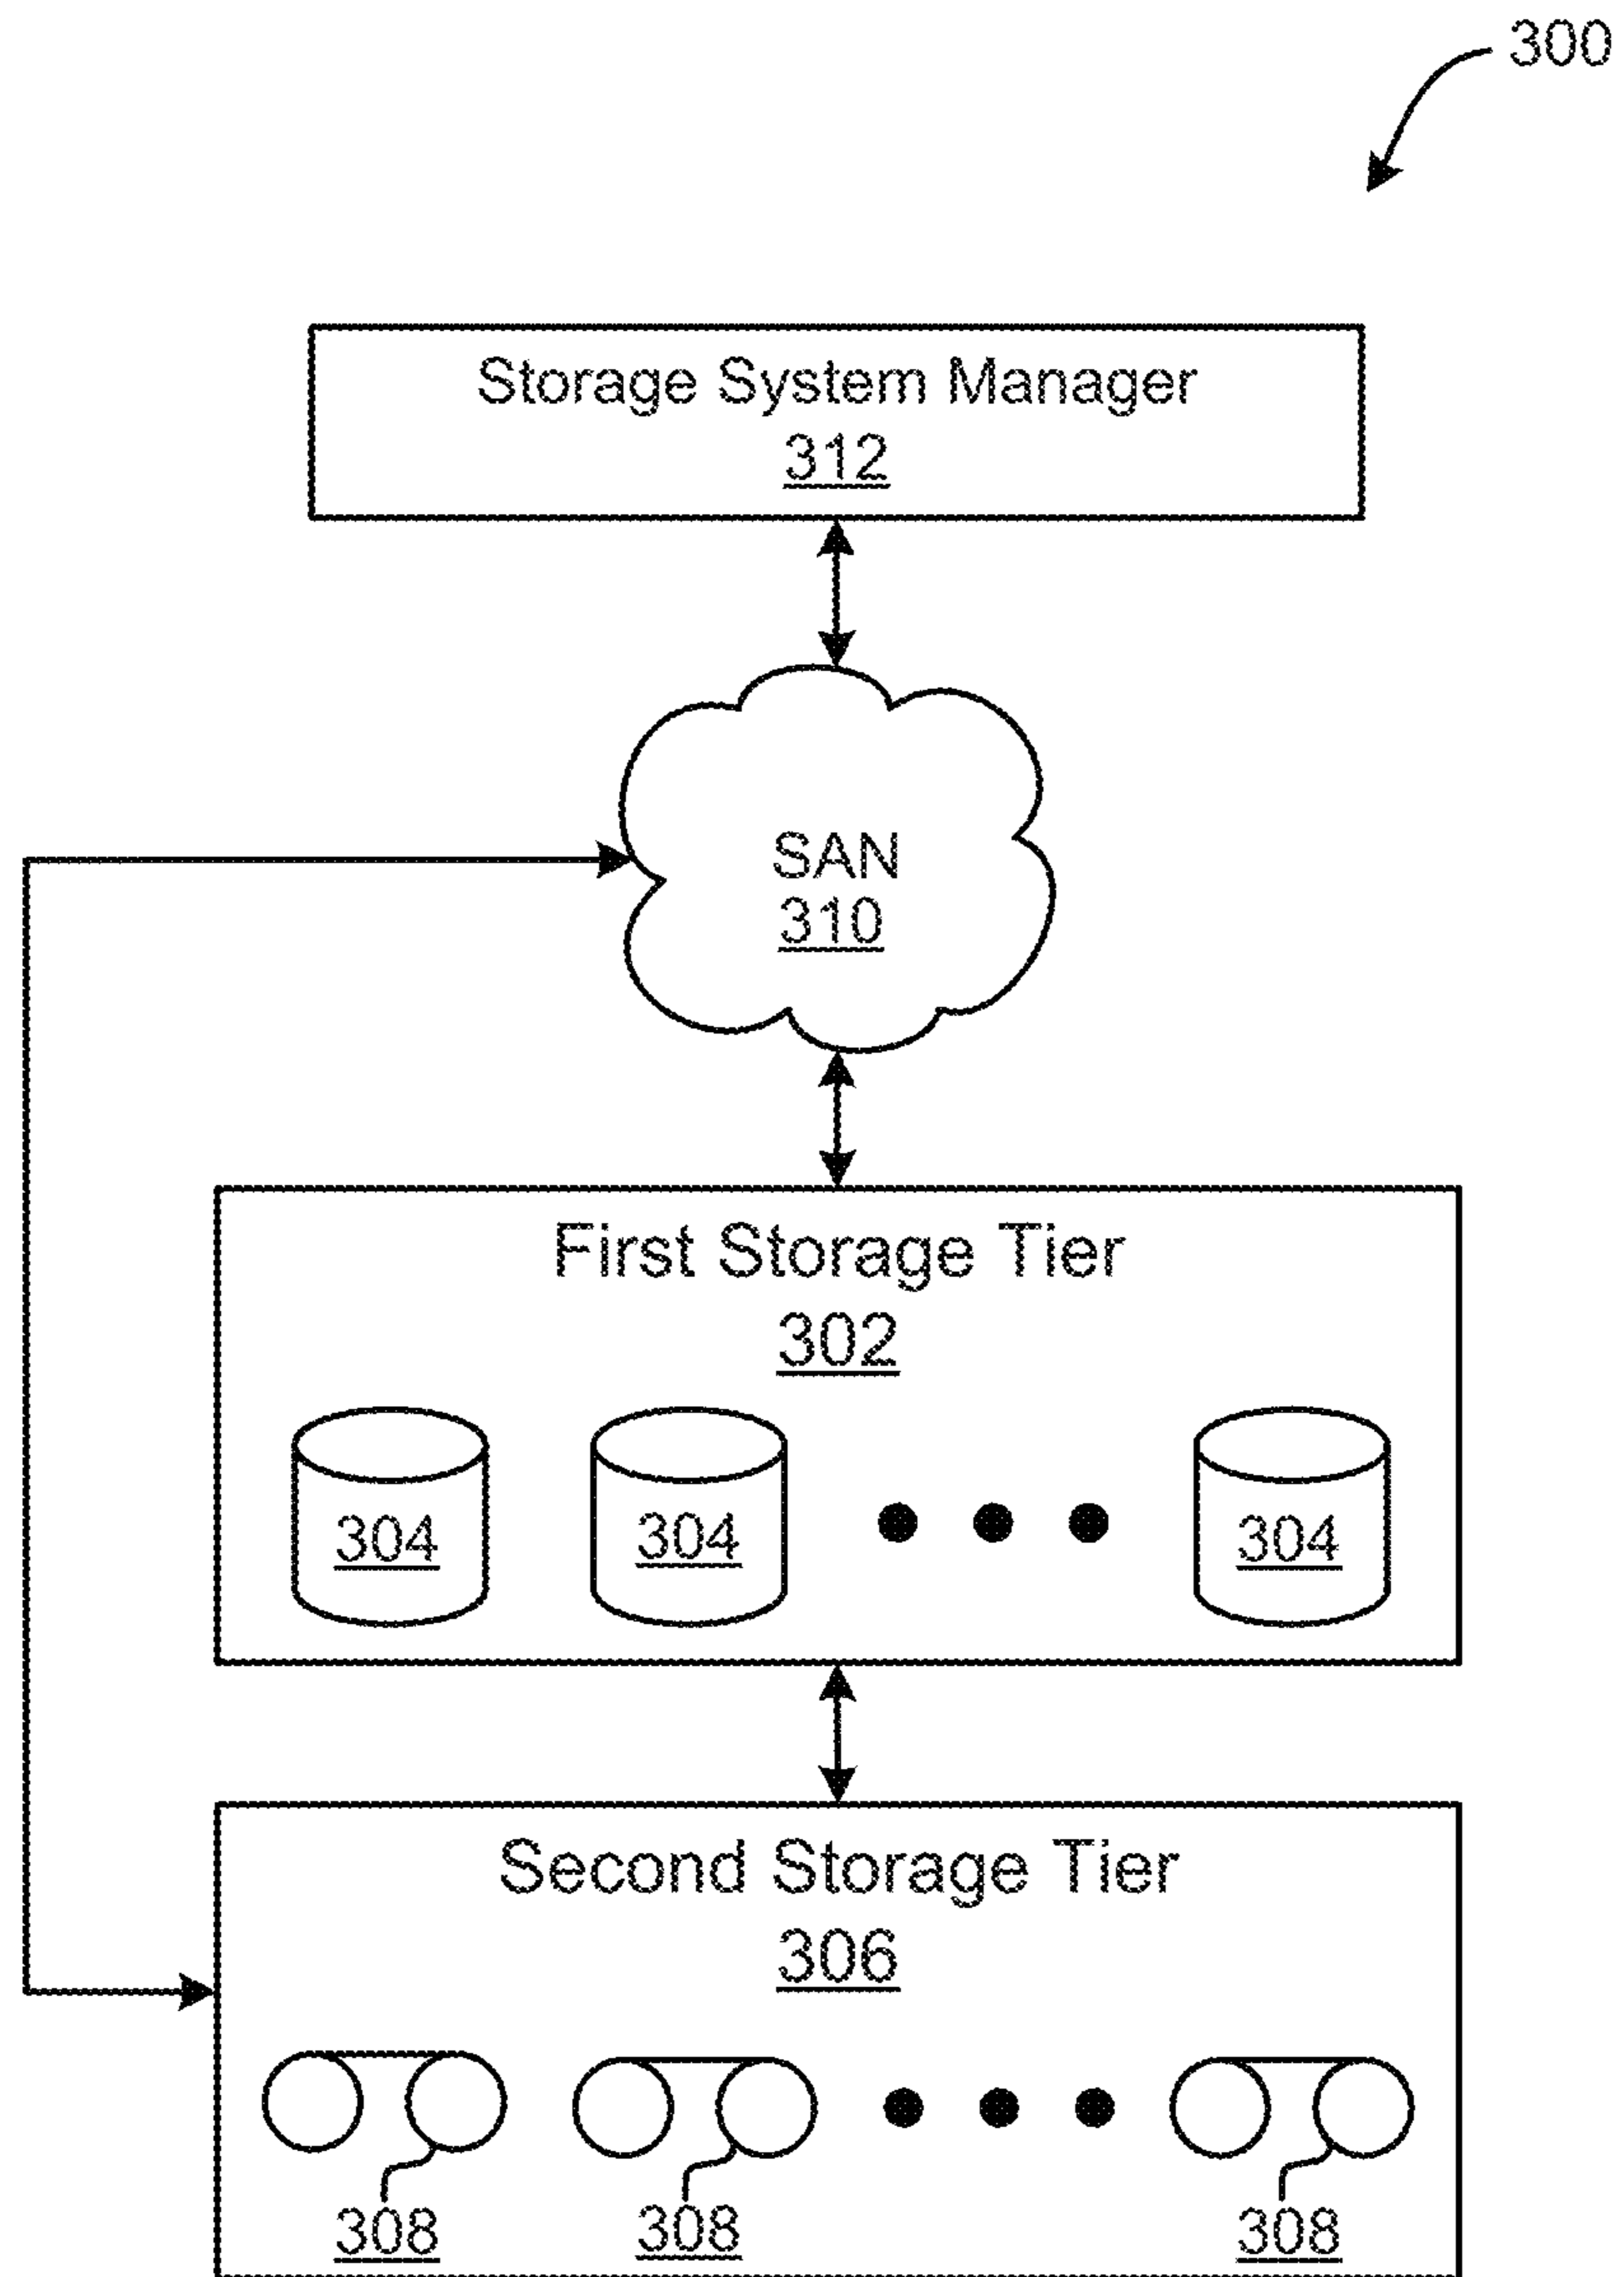 300
Storage System Manager
312
SAN
310
First Storage Tier
302
304 304 304
Second Storage Tier
306
308 308 308